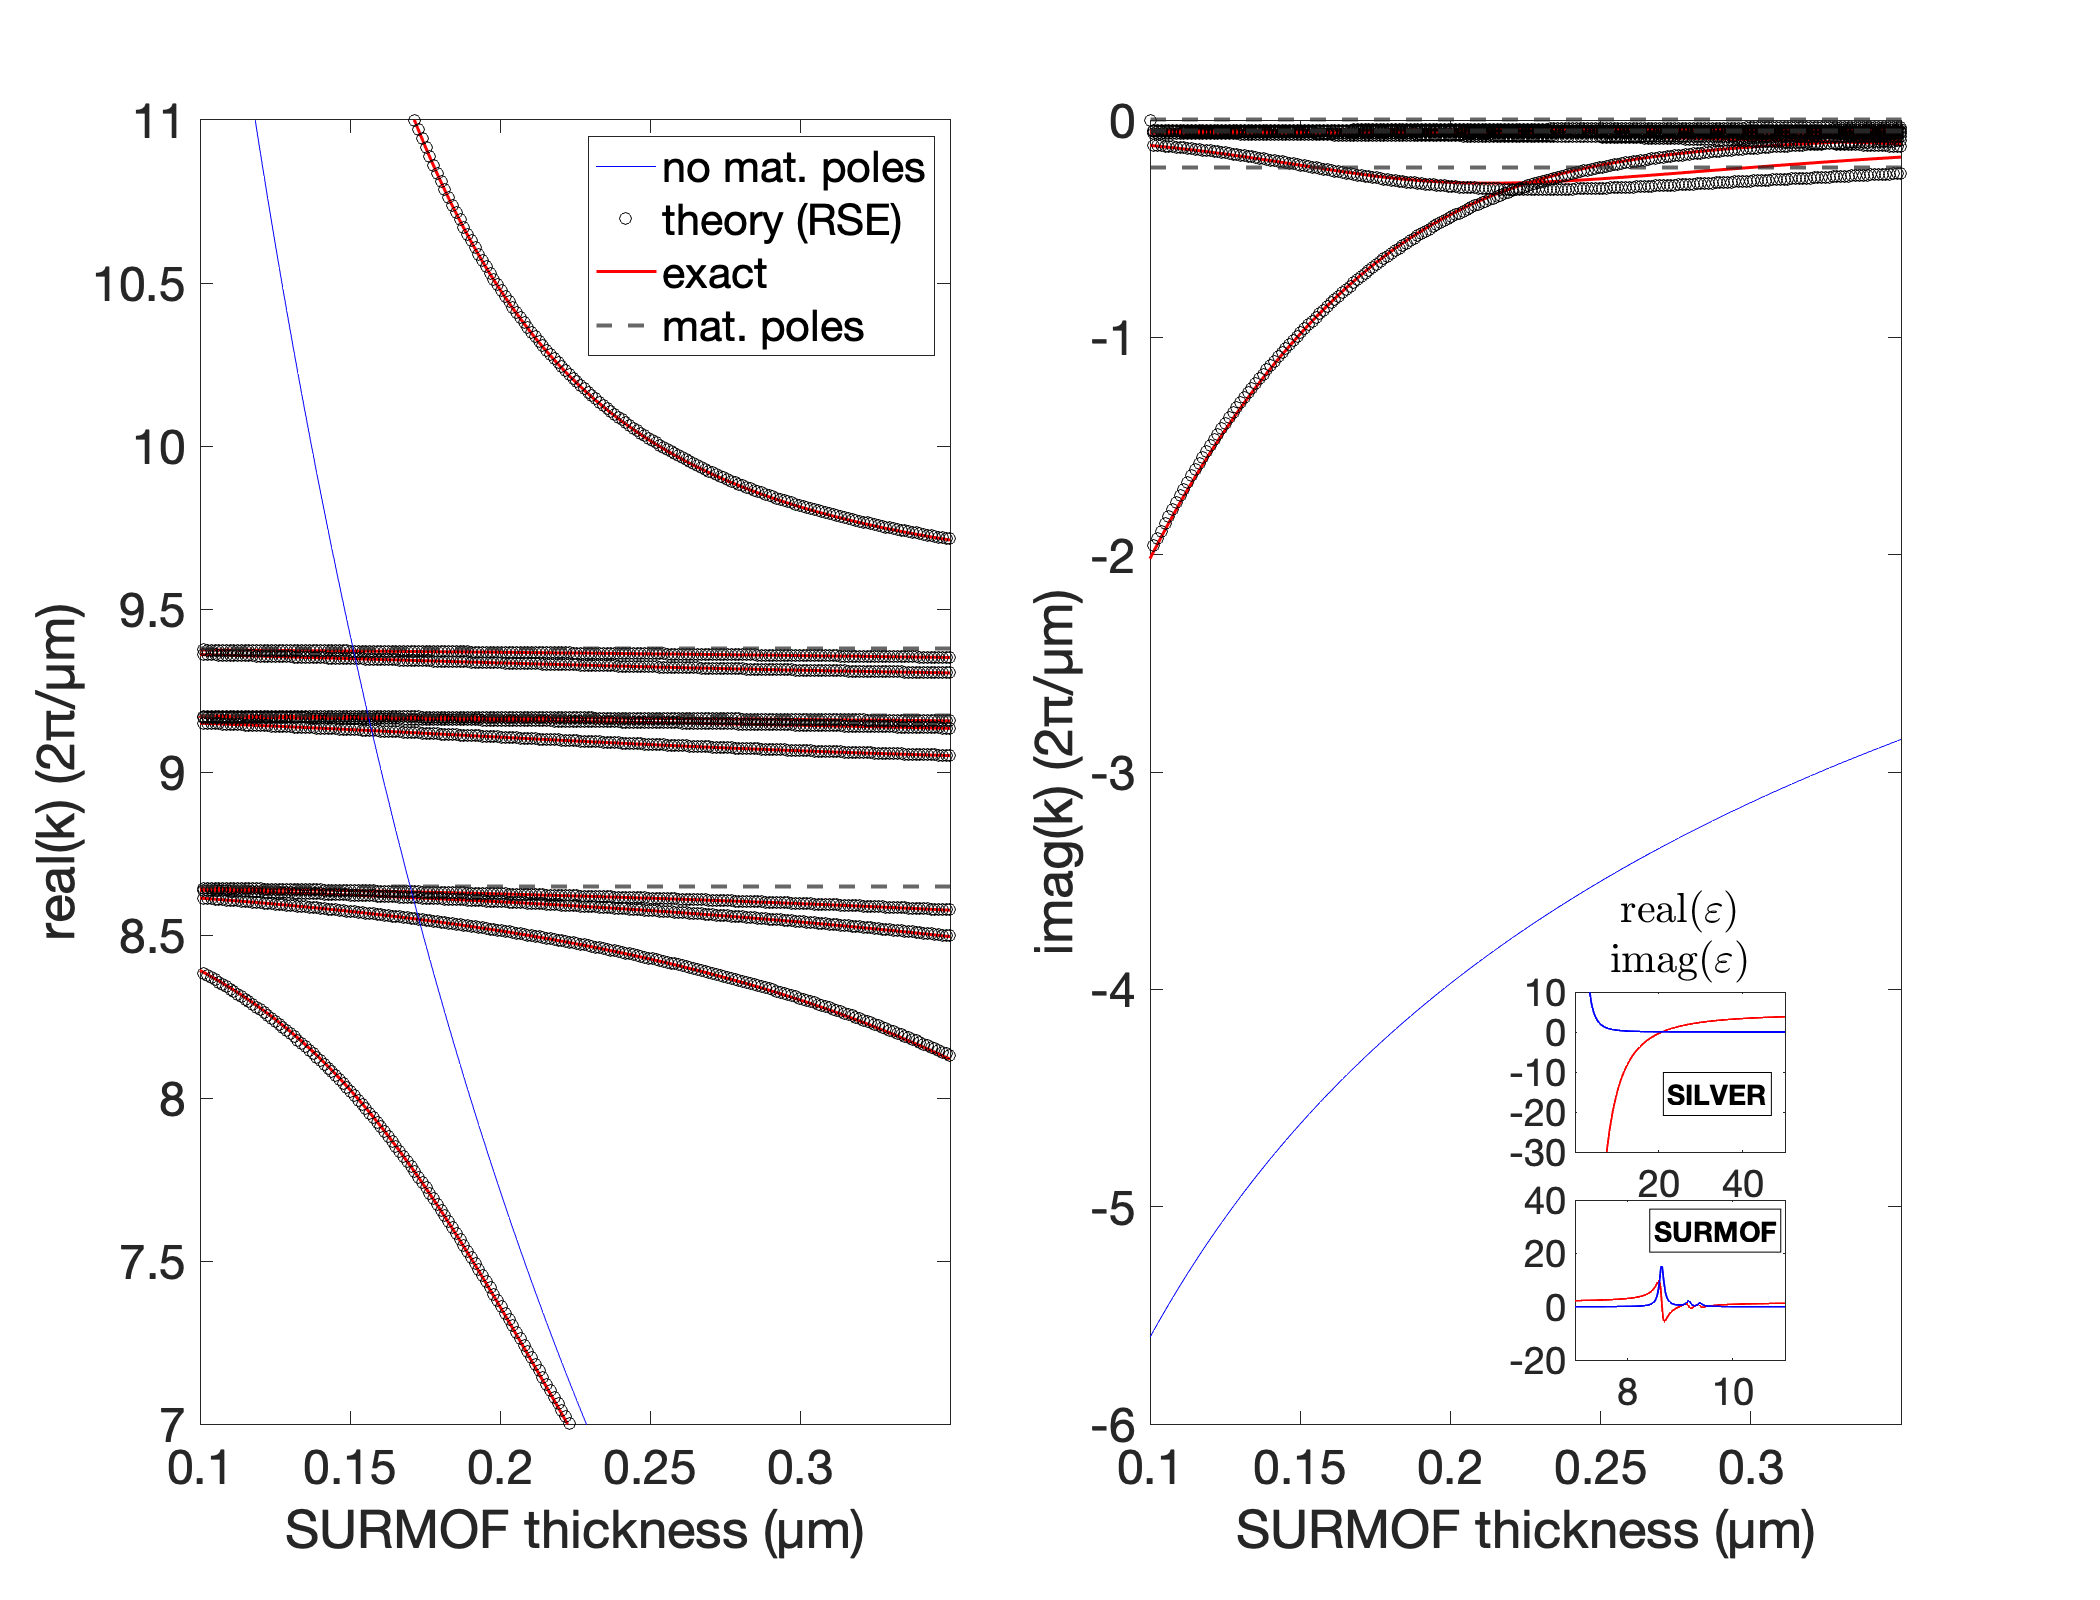 11
10.5
10
9.5
9
8.5
8
7.5
7
0.1 0.15 0.2 0.25 0.3
SURMOF thickness (µm)
real(k) (2π/µm)
no mat. poles
theory (RSE)
exact
mat. poles
0
-1
-2
-3
-4
-5
-6
0.1 0.15 0.2 0.25 0.3
SURMOF thickness (µm)
imag(k) (2π/µm)
real(ε)
imag(ε)
10
0
-10
-20
-30
20 40
SILVER
40
20
0
-20
8 10
SURMOF